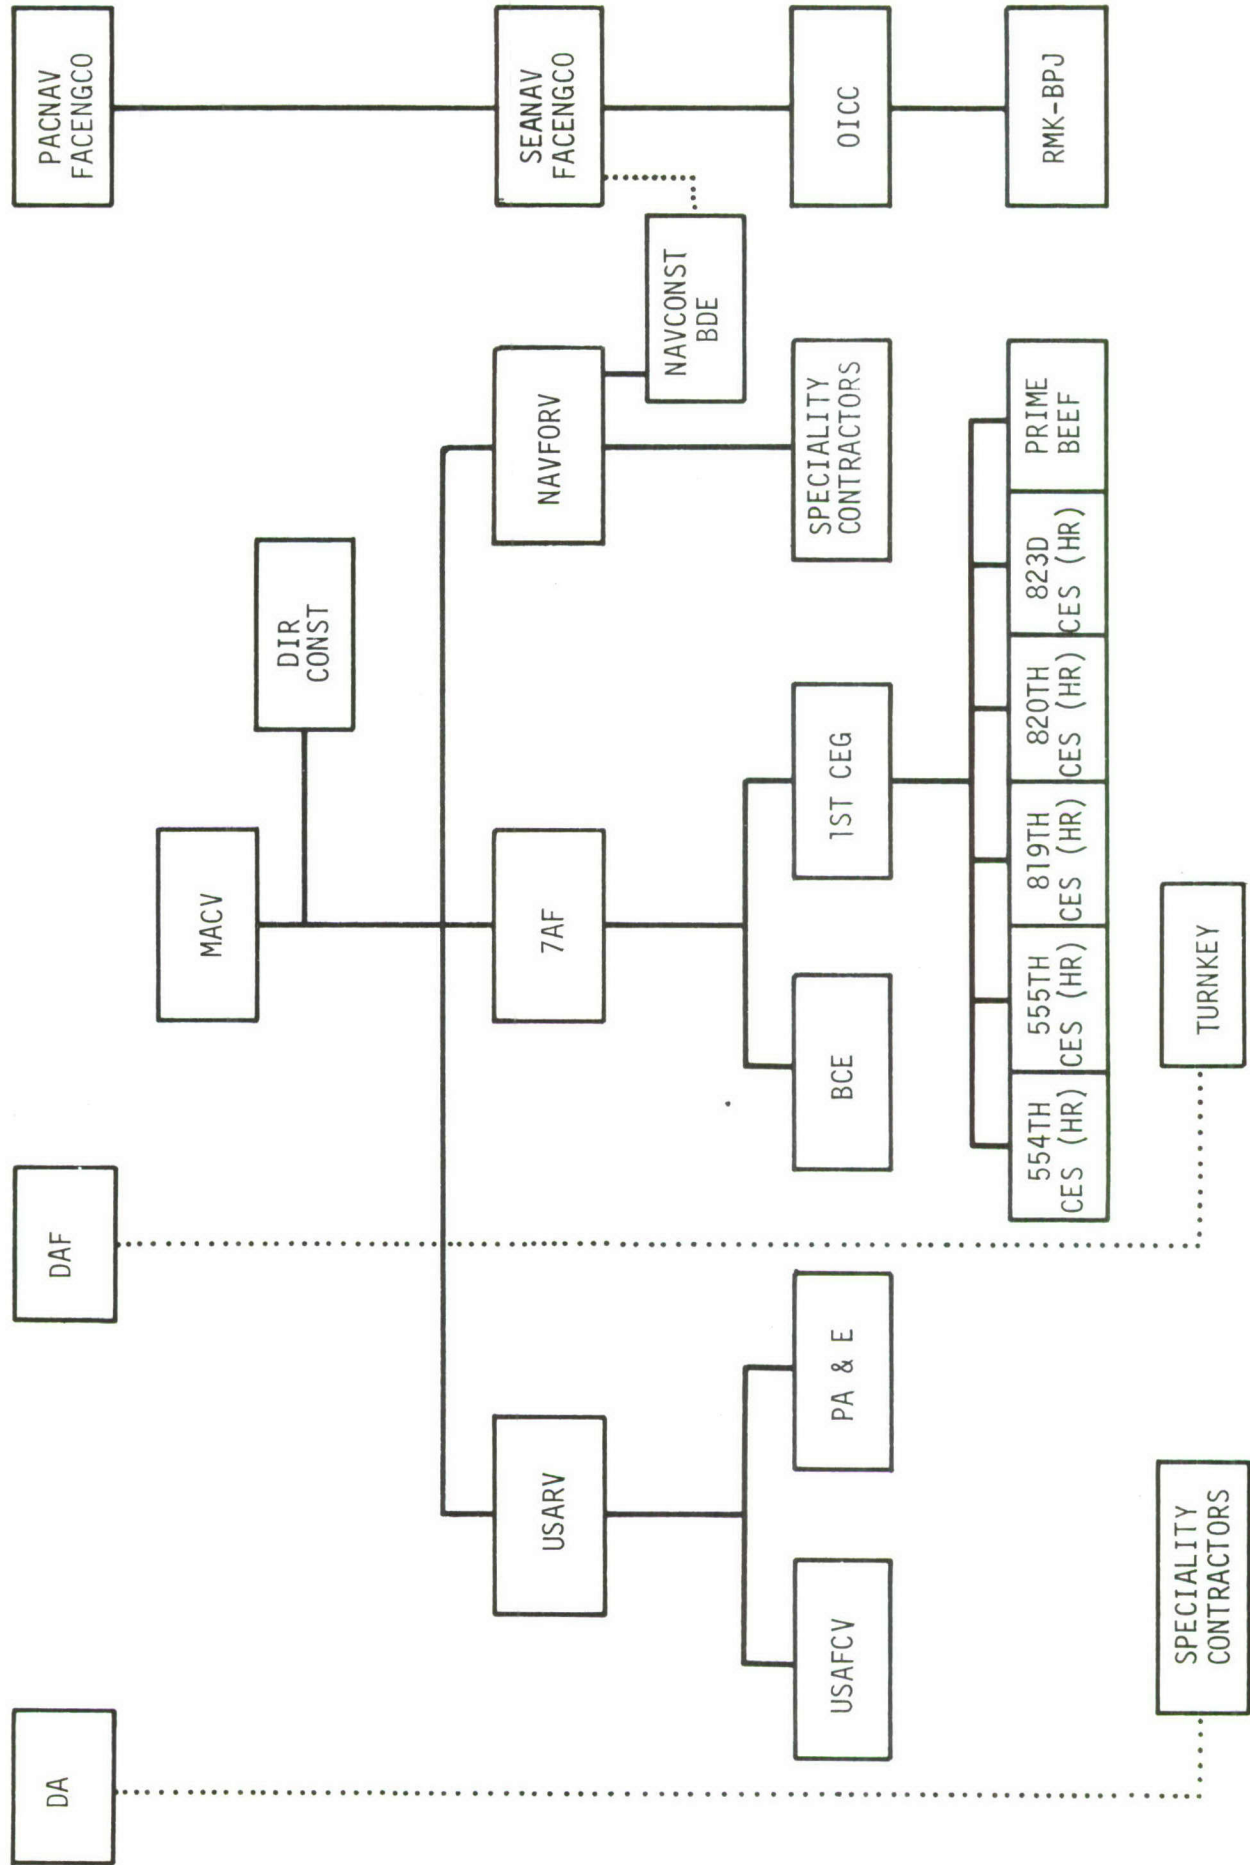 DA
DAF
PACNAV
FACENGCO
MACV
DIR
CONST
USARV
7AF
NAVFORV
SEANAV
FACENGCO
NAVCONST
BDE
USAFCV
PA & E
BCE
1ST CEG
SPECIALITY
CONTRACTORS
OICC
554TH
CES (HR)
555TH
CES (HR)
819TH
CES (HR)
820TH
CES (HR)
823D
CES (HR)
PRIME
BEEF
RMK-BPJ
SPECIALITY
CONTRACTORS
TURNKEY